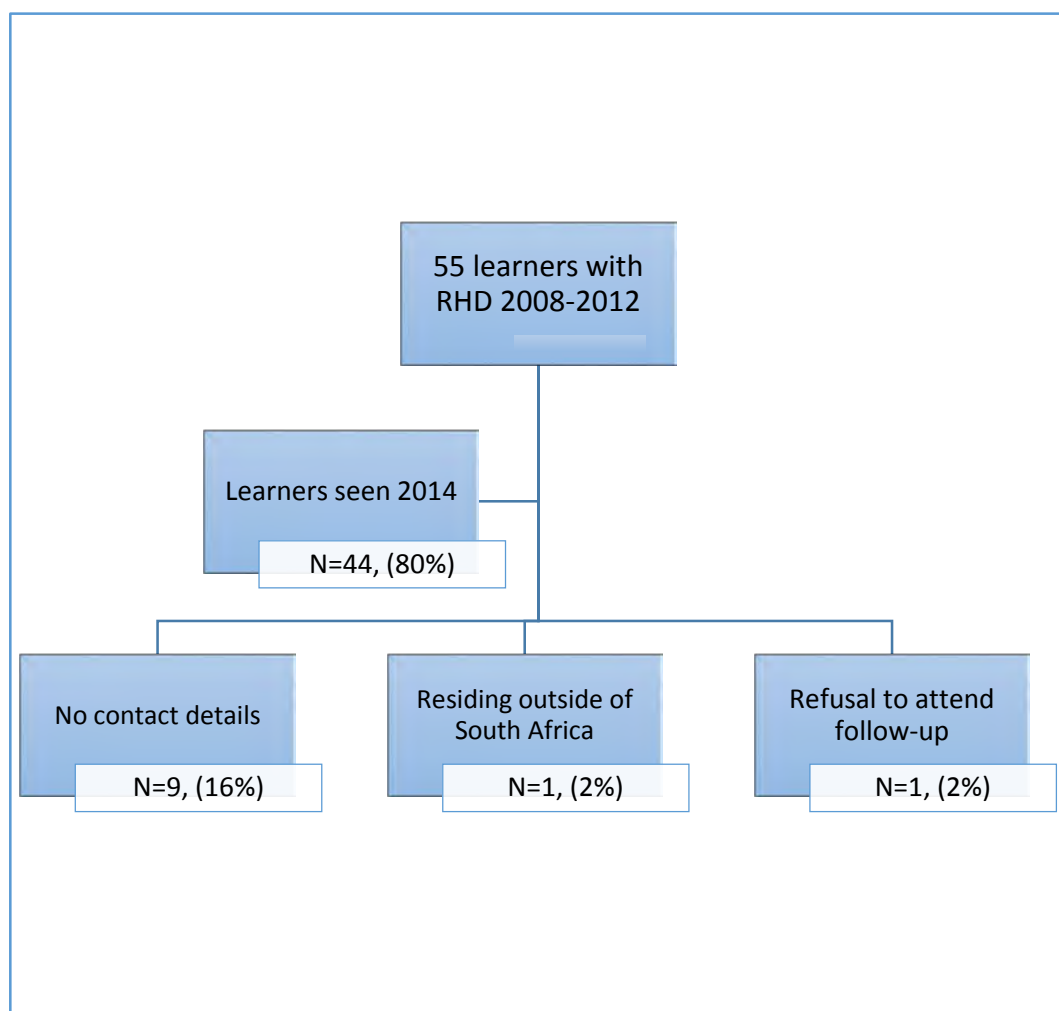 55 learners with
RHD 2008-2012
Learners seen 2014
N=44, (80%)
No contact details
N=9, (16%)
Residing outside of
South Africa
N=1, (2%)
Refusal to attend
follow-up
N=1, (2%)